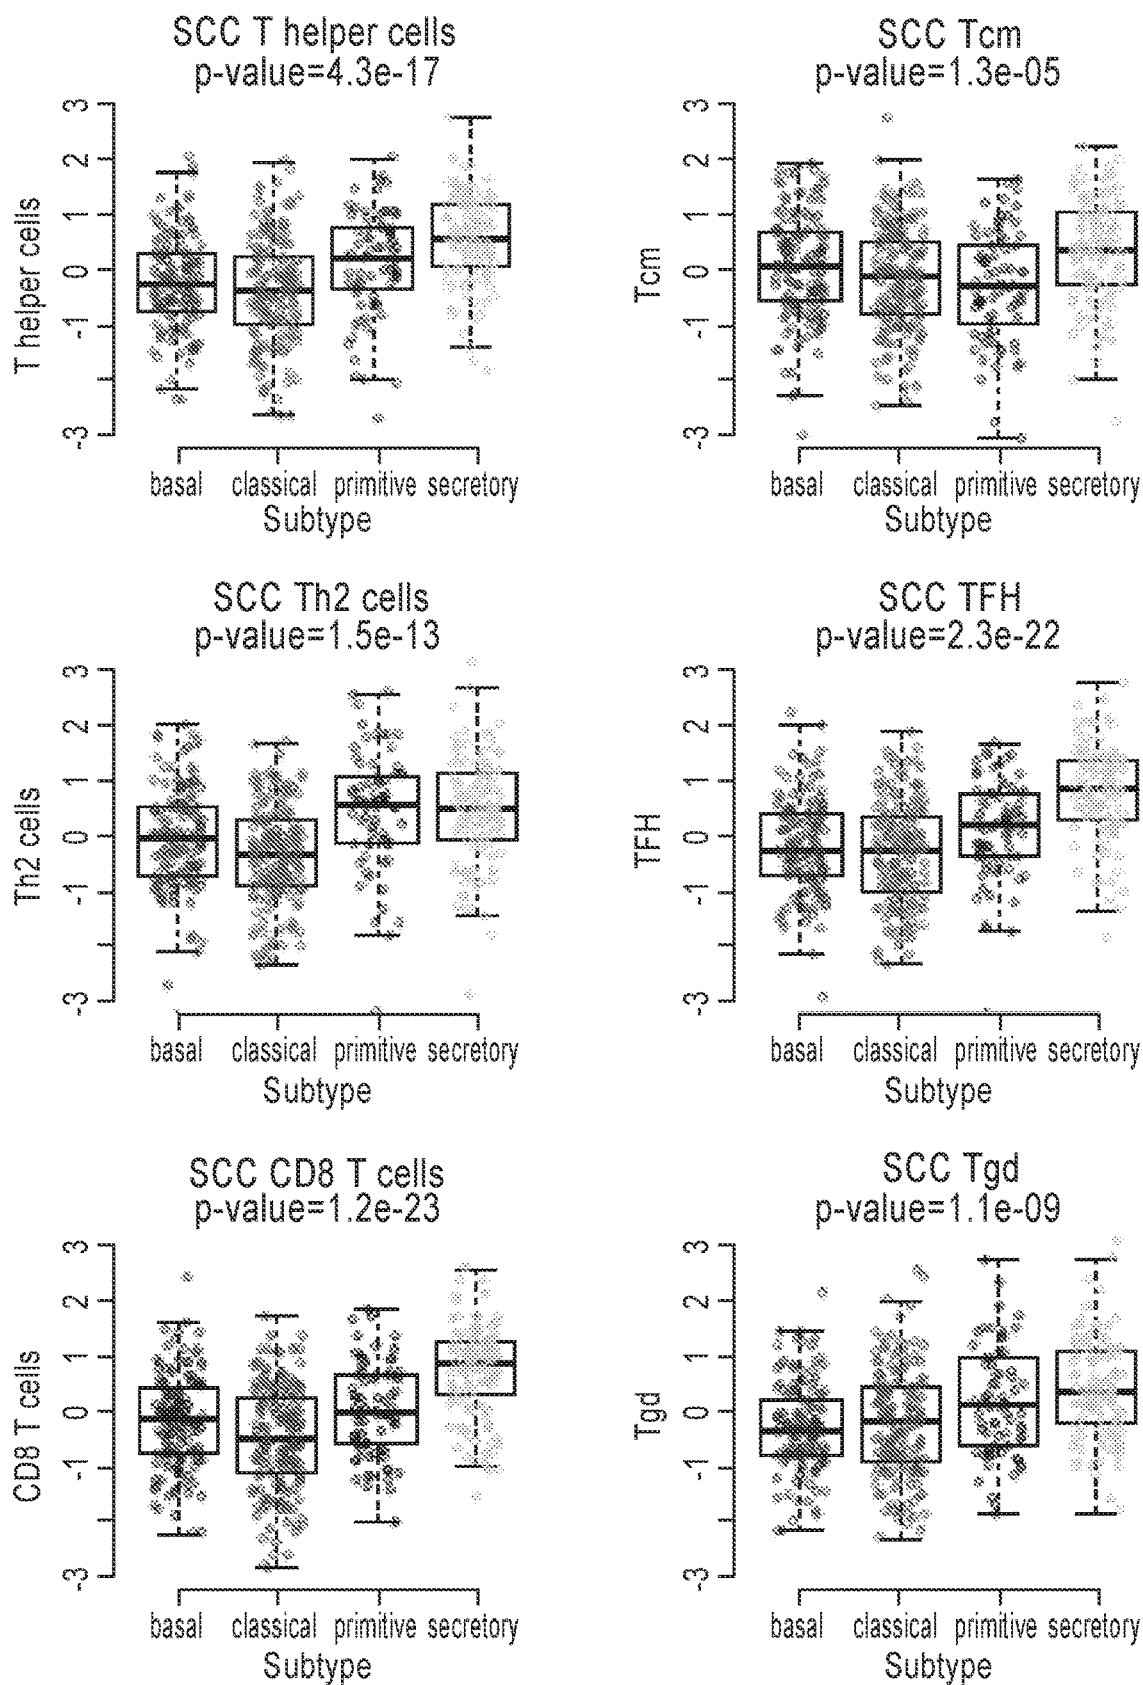 SCC T helper cells
p-value=4.3e-17
T helper cells
3
2
1
0
-1
-3
basal classical primitive secretory
Subtype
SCC Tcm
p-value=1.3e-05
Tcm
3
2
1
0
-1
-3
basal classical primitive secretory
Subtype
SCC Th2 cells
p-value=1.5e-13
Th2 cells
3
2
1
0
-1
-3
basal classical primitive secretory
Subtype
SCC TFH
p-value=2.3e-22
TFH
3
2
1
0
-1
-3
basal classical primitive secretory
Subtype
SCC CD8 T cells
p-value=1.2e-23
CD8 T cells
3
2
1
0
-1
-3
basal classical primitive secretory
Subtype
SCC Tgd
p-value=1.1e-09
Tgd
3
2
1
0
-1
-3
basal classical primitive secretory
Subtype